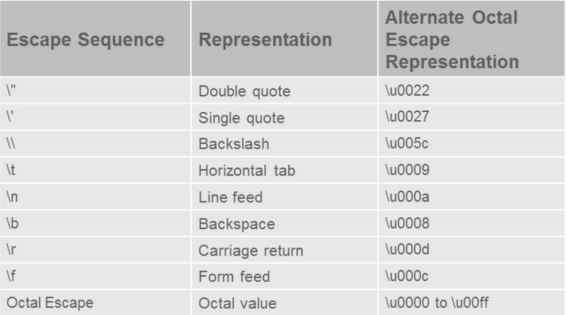 Escape Sequence Representation Alternate Octal
Escape
Representation
\" Double quote \u0022
\' Single quote \u0027
\\ Backslash \u005c
\t Horizontal tab \u0009
\n Line feed \u000a
\b Backspace \u0008
\r Carriage return \u000d
\f Form feed \u000c
Octal Escape Octal value \u0000 to \u00ff